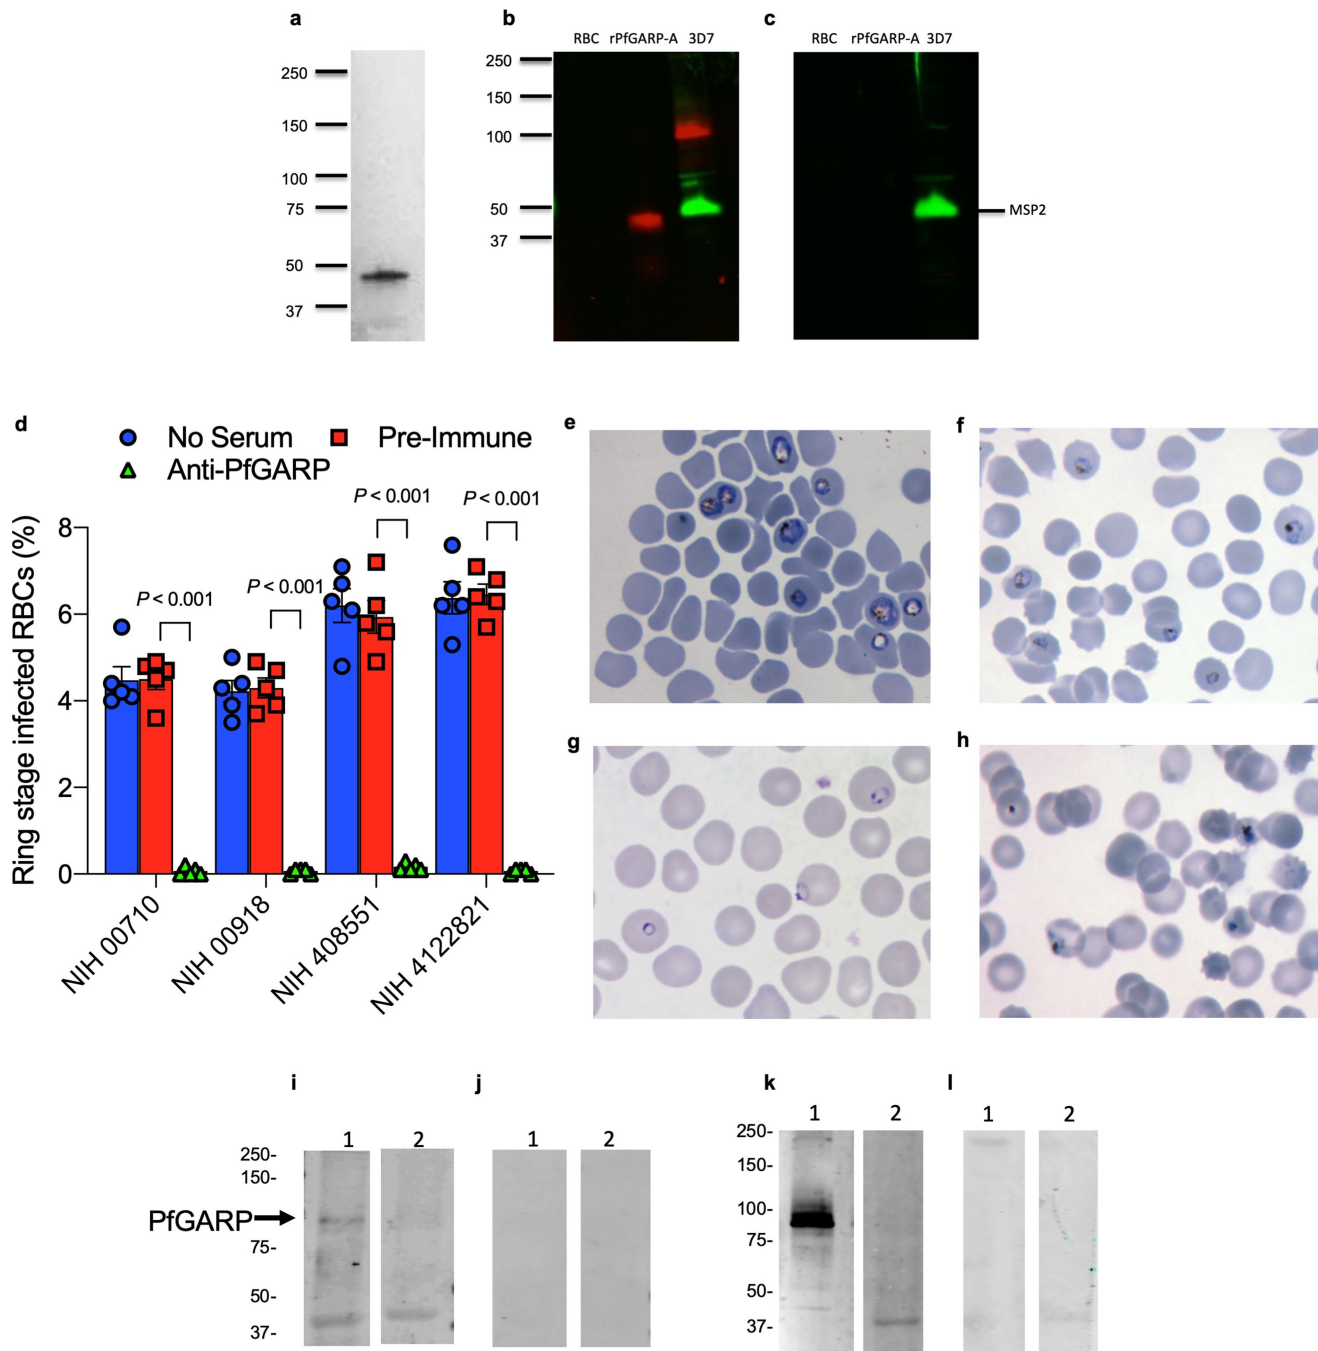 a
250
150
100
75
50
37
b
RBC rPfGARP-A 3D7
250
150
100
50
37
c
RBC rPfGARP-A 3D7
MSP2
d
No Serum
Pre-Immune
Anti-PfGARP
Ring stage infected RBCs (%)
8
6
4
2
0
P < 0.001
P < 0.001
P < 0.001
P < 0.001
NIH 00710
NIH 00918
NIH 408551
NIH 4122821
e
f
g
h
i
1 2
250-
150-
PfGARP
75-
50-
37-
j
1 2
k
1 2
250-
150-
100-
75-
50-
37-
l
1 2